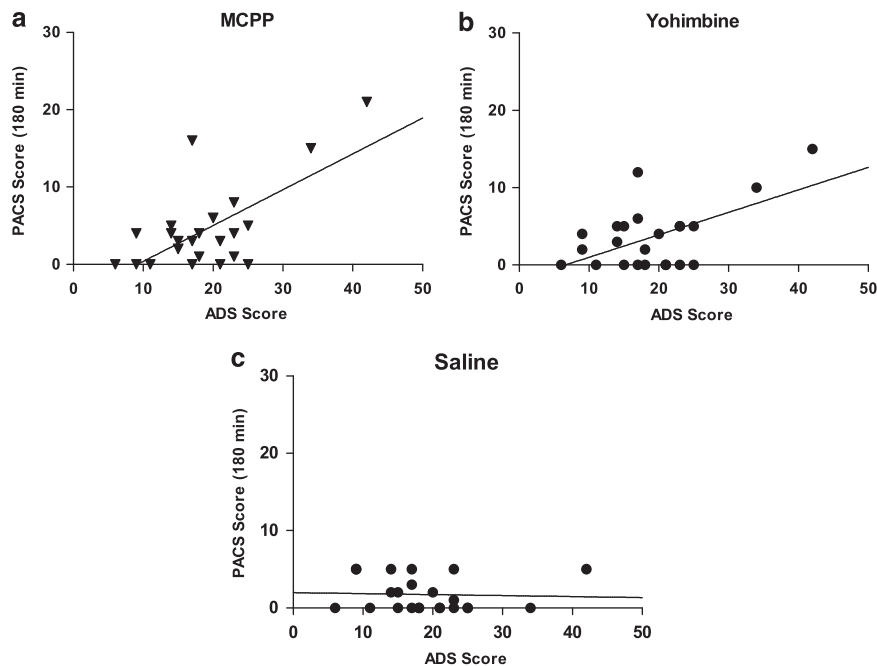 a MCPP
30
20
10
0
PACS Score (180 min)
0 10 20 30 40 50
ADS Score
b Yohimbine
30
20
10
0
PACS Score (180 min)
0 10 20 30 40 50
ADS Score
c Saline
30
20
10
0
PACS Score (180 min)
0 10 20 30 40 50
ADS Score